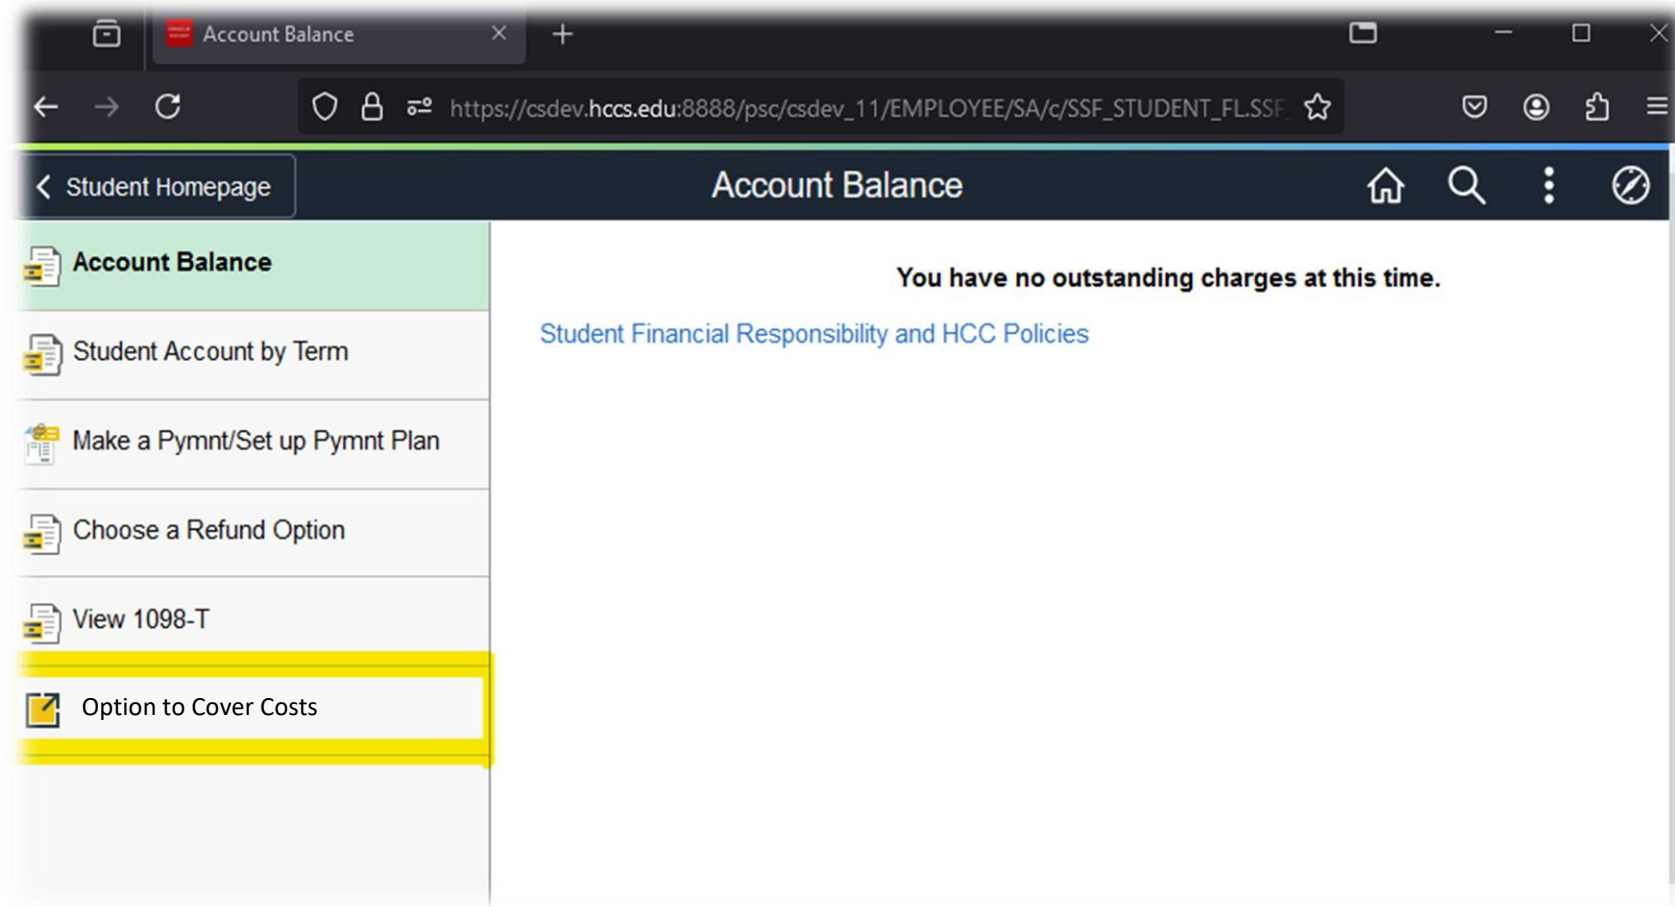 Account Balance
https://csdev.hccs.edu:8888/psc/csdev_11/EMPLOYEE/SA/c/SSF_STUDENT_FL.SSF_
Student Homepage
Account Balance
Account Balance
Student Account by Term
Make a Pymnt/Set up Pymnt Plan
Choose a Refund Option
View 1098-T
Option to Cover Costs
You have no outstanding charges at this time.
Student Financial Responsibility and HCC Policies